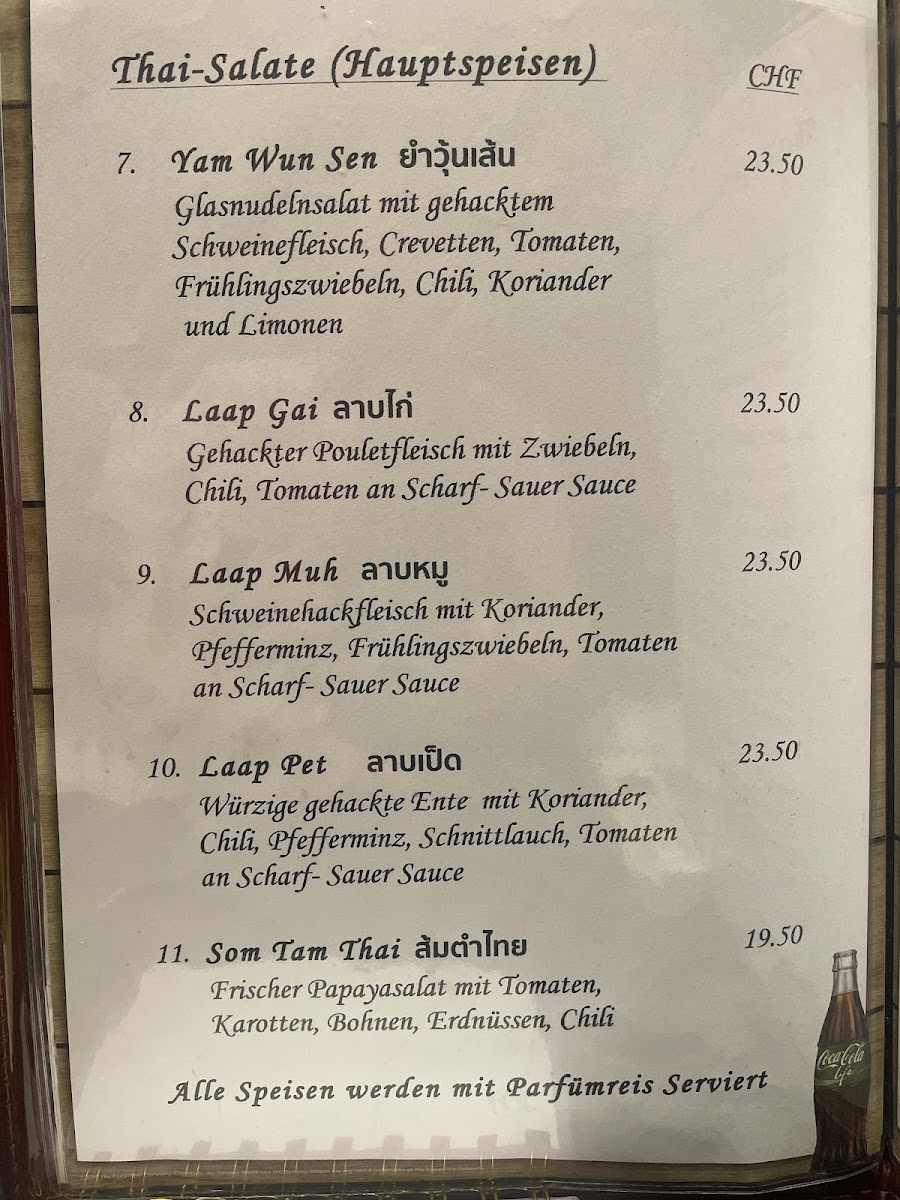 Thai-Salate (Hauptspeisen) CHF
7. Yam Wun Sen ยำวุ้นเส้น 23.50
Glasnudelnsalat mit gehacktem
Schweinefleisch, Crevetten, Tomaten,
Frühlingszwiebeln, Chili, Koriander
und Limonen
8. Laap Gai ลาบไก่ 23.50
Gehackter Pouletfleisch mit Zwiebeln,
Chili, Tomaten an Scharf- Sauer Sauce
9. Laap Muh ลาบหมู 23.50
Schweinehackfleisch mit Koriander,
Pfefferminz, Frühlingszwiebeln, Tomaten
an Scharf- Sauer Sauce
10. Laap Pet ลาบเป็ด 23.50
Würzige gehackte Ente mit Koriander,
Chili, Pfefferminz, Schnittlauch, Tomaten
an Scharf- Sauer Sauce
11. Som Tam Thai ส้มตำไทย 19.50
Frischer Papayasalat mit Tomaten,
Karotten, Bohnen, Erdnüssen, Chili
Coca-Cola
life
Alle Speisen werden mit Parfümreis Serviert